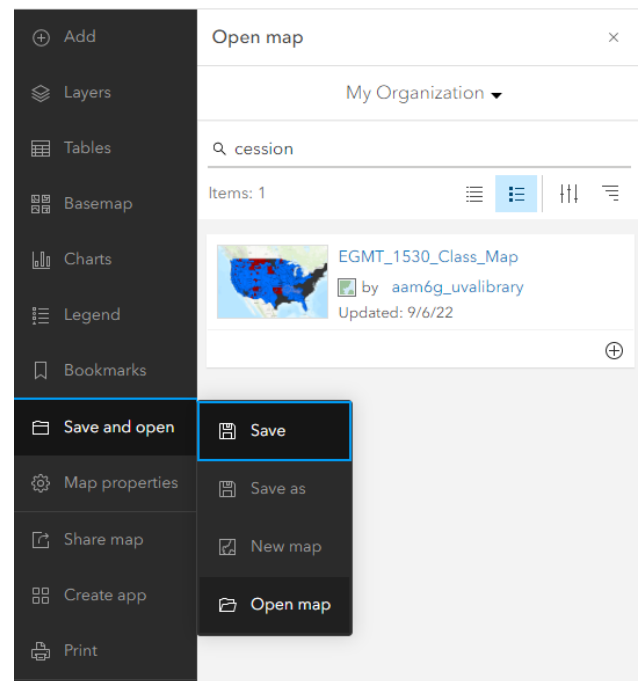 Add
Layers
Tables
Basemap
Charts
Legend
Bookmarks
Save and open
Map properties
Share map
Create app
Print
Open map
×
My Organization
cession
Items: 1
EGMT_1530_Class_Map
by aam6g_uvalibrary
Updated: 9/6/22
Save
Save as
New map
Open map